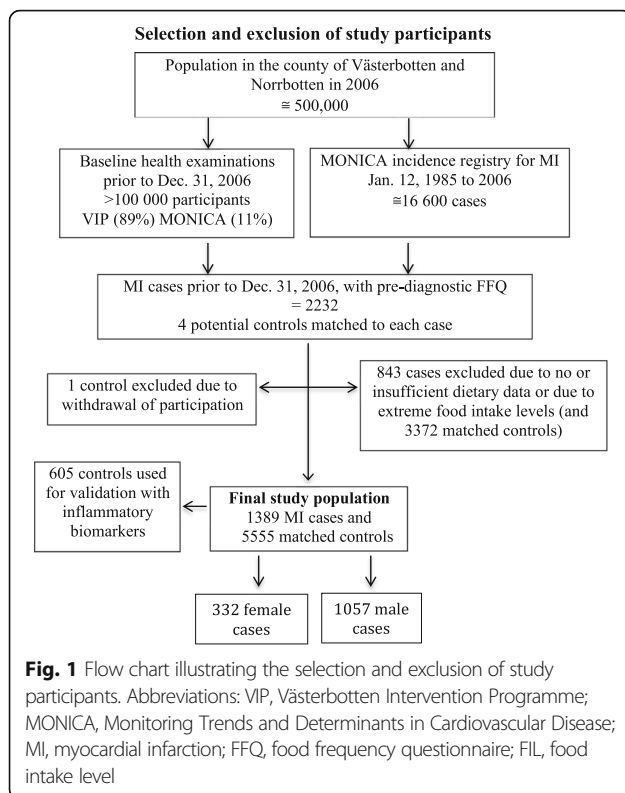 Selection and exclusion of study participants
Population in the county of Västerbotten and
Norrbotten in 2006
≅ 500,000
Baseline health examinations
prior to Dec. 31, 2006
>100 000 participants
VIP (89%) MONICA (11%)
MONICA incidence registry for MI
Jan. 12, 1985 to 2006
≅16 600 cases
MI cases prior to Dec. 31, 2006, with pre-diagnostic FFQ
= 2232
4 potential controls matched to each case
1 control excluded due to
withdrawal of participation
843 cases excluded due to no or
insufficient dietary data or due to
extreme food intake levels (and
3372 matched controls)
605 controls used
for validation with
inflammatory
biomarkers
Final study population
1389 MI cases and
5555 matched controls
332 female
cases
1057 male
cases
Fig. 1 Flow chart illustrating the selection and exclusion of study
participants. Abbreviations: VIP, Västerbotten Intervention Programme;
MONICA, Monitoring Trends and Determinants in Cardiovascular Disease;
MI, myocardial infarction; FFQ, food frequency questionnaire; FIL, food
intake level